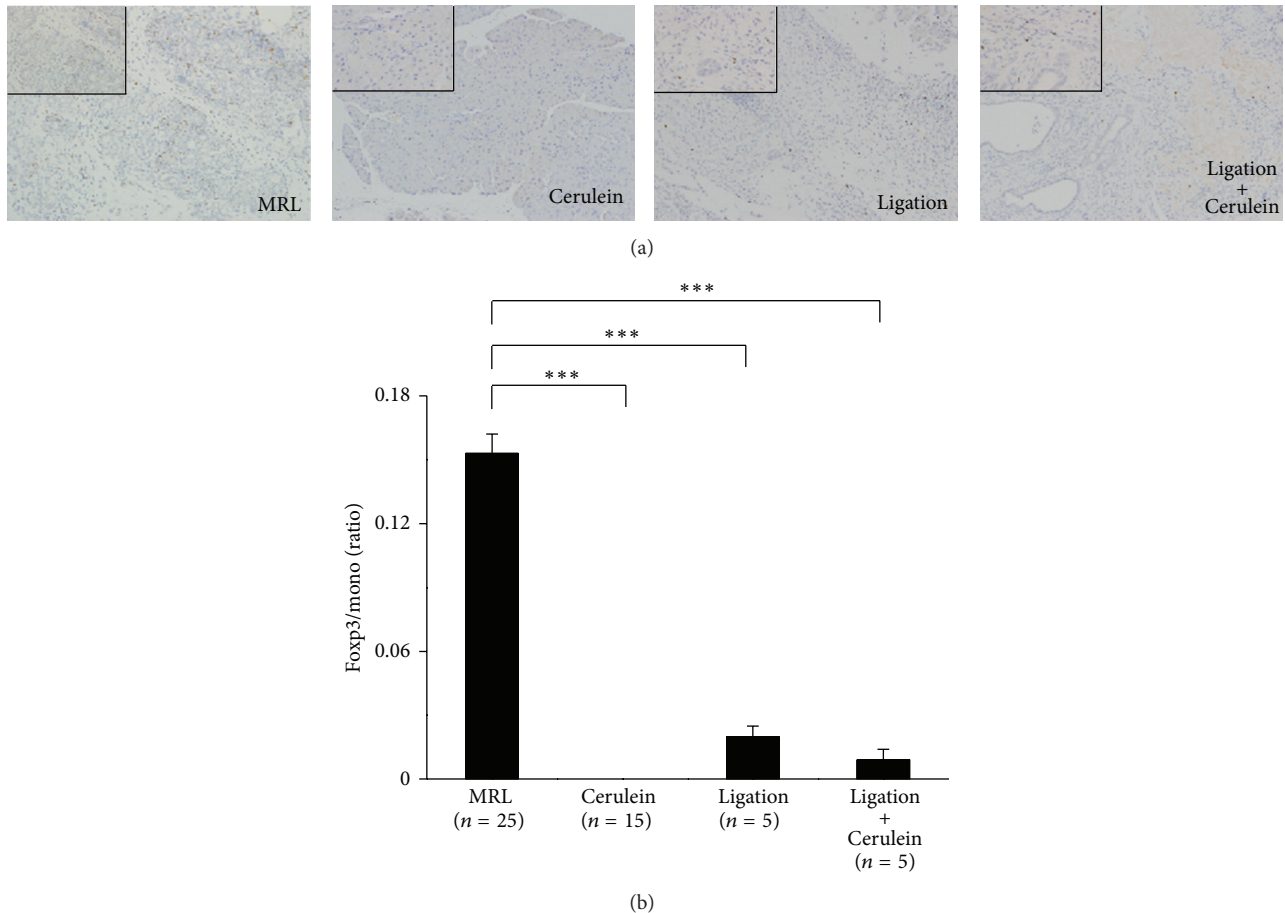 MRL
Cerulein
Ligation
Ligation
+
Cerulein
(a)
***
***
***
0.18
0.12
0.06
0
Foxp3/mono (ratio)
MRL
(n = 25)
Cerulein
(n = 15)
Ligation
(n = 5)
Ligation
+
Cerulein
(n = 5)
(b)